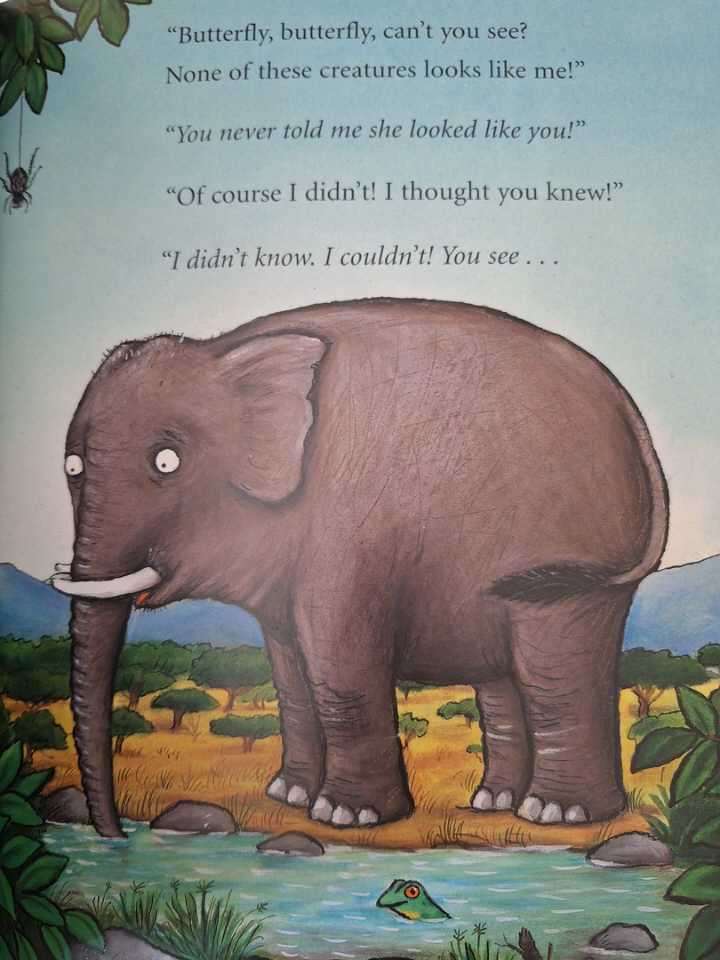 “Butterfly, butterfly, can’t you see?
None of these creatures looks like me!”
“You never told me she looked like you!”
“Of course I didn’t! I thought you knew!”
“I didn’t know. I couldn’t! You see . . .